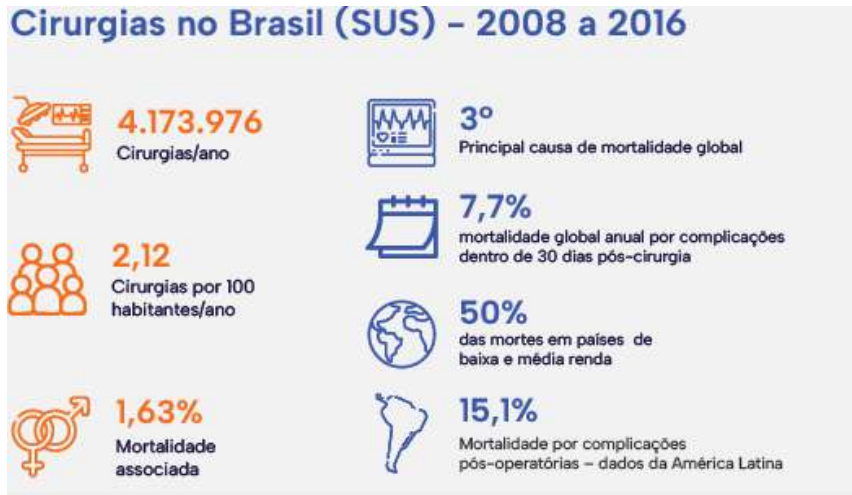 Cirurgias no Brasil (SUS) - 2008 a 2016
4.173.976
Cirurgias/ano
2,12
Cirurgias por 100
habitantes/ano
1,63%
Mortalidade
associada
3º
Principal causa de mortalidade global
7,7%
mortalidade global anual por complicações
dentro de 30 dias pós-cirurgia
50%
das mortes em países de
baixa e média renda
15,1%
Mortalidade por complicações
pós-operatórias – dados da América Latina